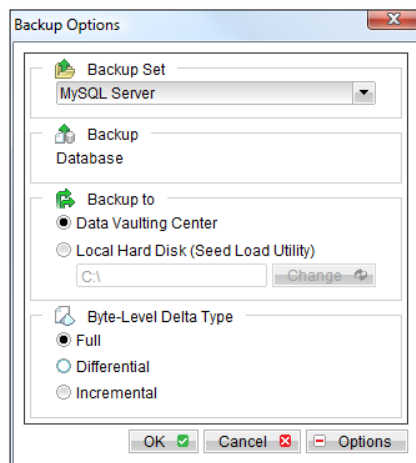 Backup Options
Backup Set
MySQL Server
Backup
Database
Backup to
Data Vaulting Center
Local Hard Disk (Seed Load Utility)
C:\ Change
Byte-Level Delta Type
Full
Differential
Incremental
OK Cancel Options